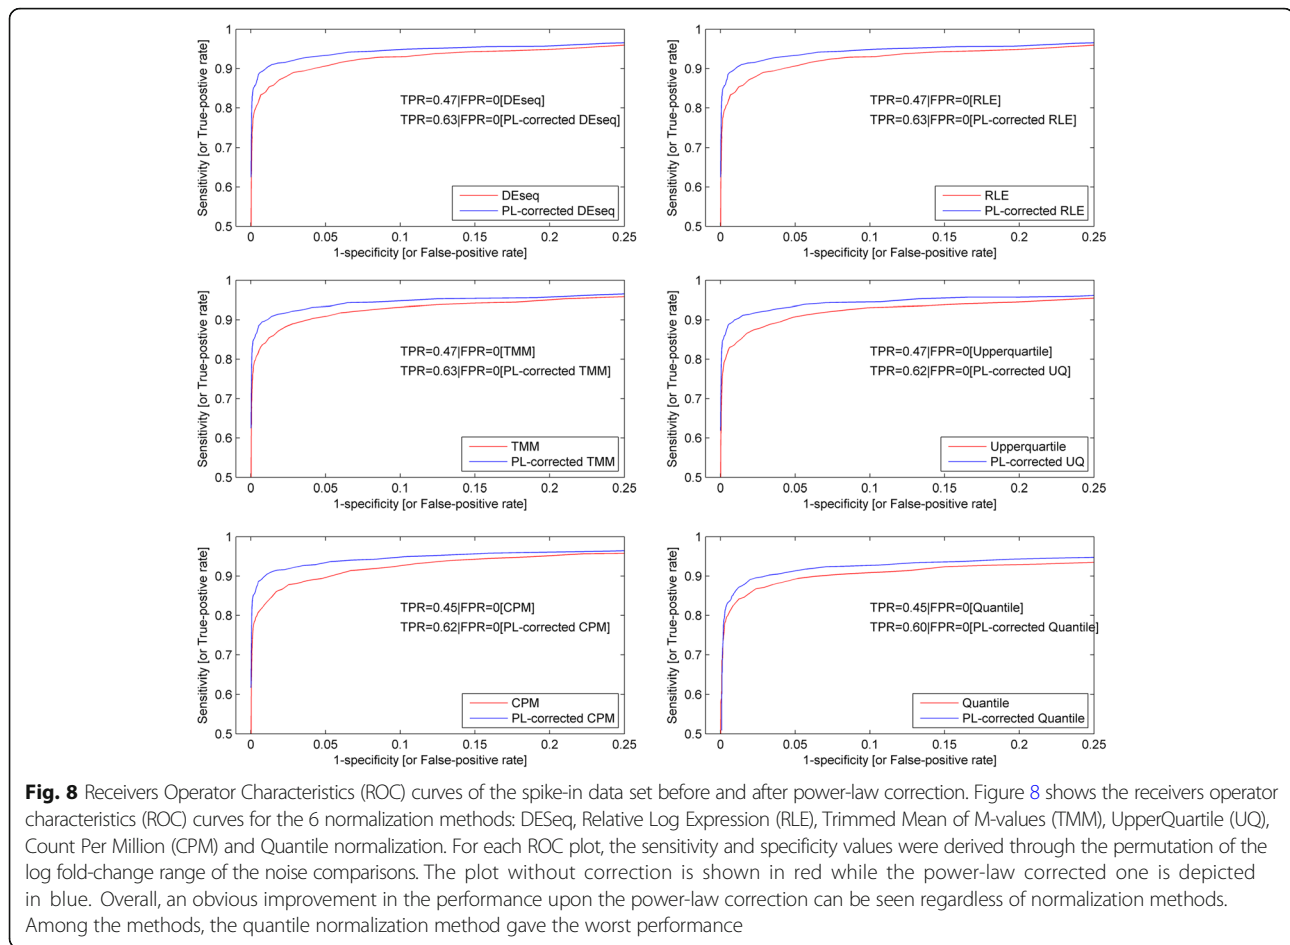 1
0.9
0.8
0.7
0.6
0.5
Sensitivity [or True-postive rate]
TPR=0.47|FPR=0[DEseq]
TPR=0.63|FPR=0[PL-corrected DEseq]
DEseq
PL-corrected DEseq
0 0.05 0.1 0.15 0.2 0.25
1-specificity [or False-positive rate]
1
0.9
0.8
0.7
0.6
0.5
Sensitivity [or True-postive rate]
TPR=0.47|FPR=0[RLE]
TPR=0.63|FPR=0[PL-corrected RLE]
RLE
PL-corrected RLE
0 0.05 0.1 0.15 0.2 0.25
1-specificity [or False-positive rate]
1
0.9
0.8
0.7
0.6
0.5
Sensitivity [or True-postive rate]
TPR=0.47|FPR=0[TMM]
TPR=0.63|FPR=0[PL-corrected TMM]
TMM
PL-corrected TMM
0 0.05 0.1 0.15 0.2 0.25
1-specificity [or False-positive rate]
1
0.9
0.8
0.7
0.6
0.5
Sensitivity [or True-postive rate]
TPR=0.47|FPR=0[Upperquartile]
TPR=0.62|FPR=0[PL-corrected UQ]
Upperquartile
PL-corrected UQ
0 0.05 0.1 0.15 0.2 0.25
1-specificity [or False-positive rate]
1
0.9
0.8
0.7
0.6
0.5
Sensitivity [or True-postive rate]
TPR=0.45|FPR=0[CPM]
TPR=0.62|FPR=0[PL-corrected CPM]
CPM
PL-corrected CPM
0 0.05 0.1 0.15 0.2 0.25
1-specificity [or False-positive rate]
1
0.9
0.8
0.7
0.6
0.5
Sensitivity [or True-postive rate]
TPR=0.45|FPR=0[Quantile]
TPR=0.60|FPR=0[PL-corrected Quantile]
Quantile
PL-corrected Quantile
0 0.05 0.1 0.15 0.2 0.25
1-specificity [or False-positive rate]
Fig. 8 Receivers Operator Characteristics (ROC) curves of the spike-in data set before and after power-law correction. Figure 8 shows the receivers operator
characteristics (ROC) curves for the 6 normalization methods: DESeq, Relative Log Expression (RLE), Trimmed Mean of M-values (TMM), UpperQuartile (UQ),
Count Per Million (CPM) and Quantile normalization. For each ROC plot, the sensitivity and specificity values were derived through the permutation of the
log fold-change range of the noise comparisons. The plot without correction is shown in red while the power-law corrected one is depicted
in blue. Overall, an obvious improvement in the performance upon the power-law correction can be seen regardless of normalization methods.
Among the methods, the quantile normalization method gave the worst performance